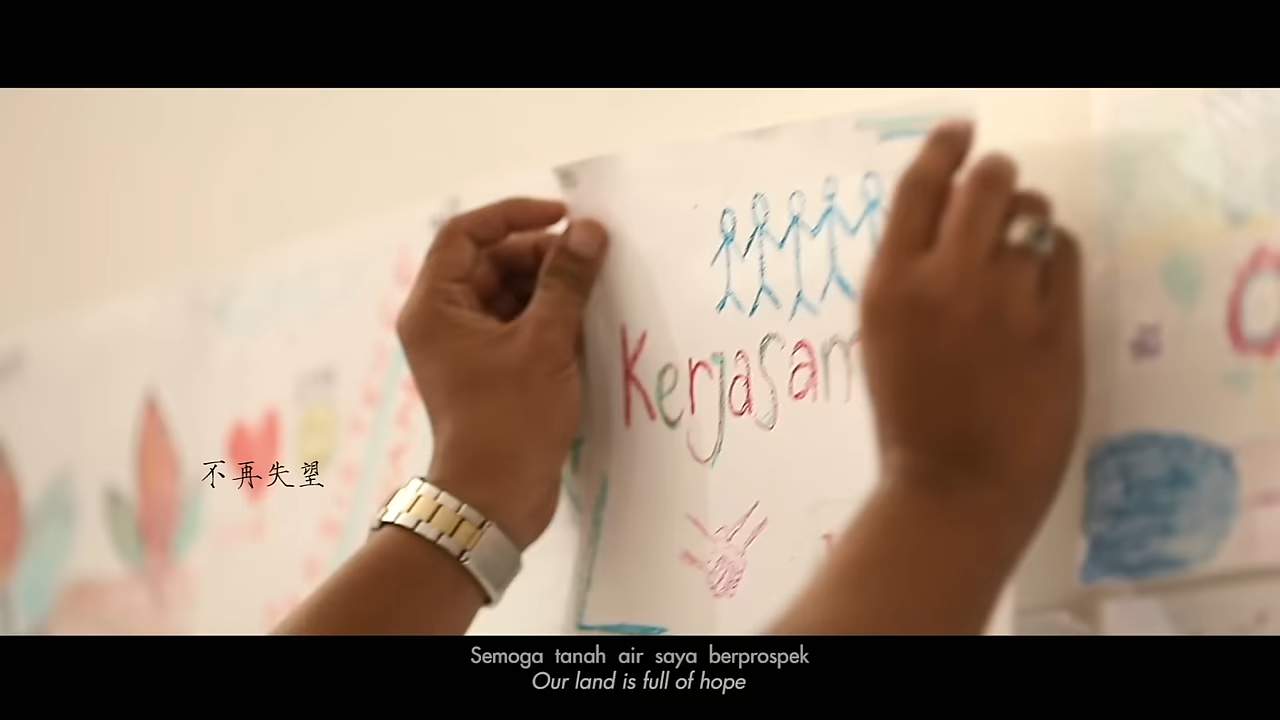 Kerjasam
不再失望
Semoga tanah air saya berprospek
Our land is full of hope